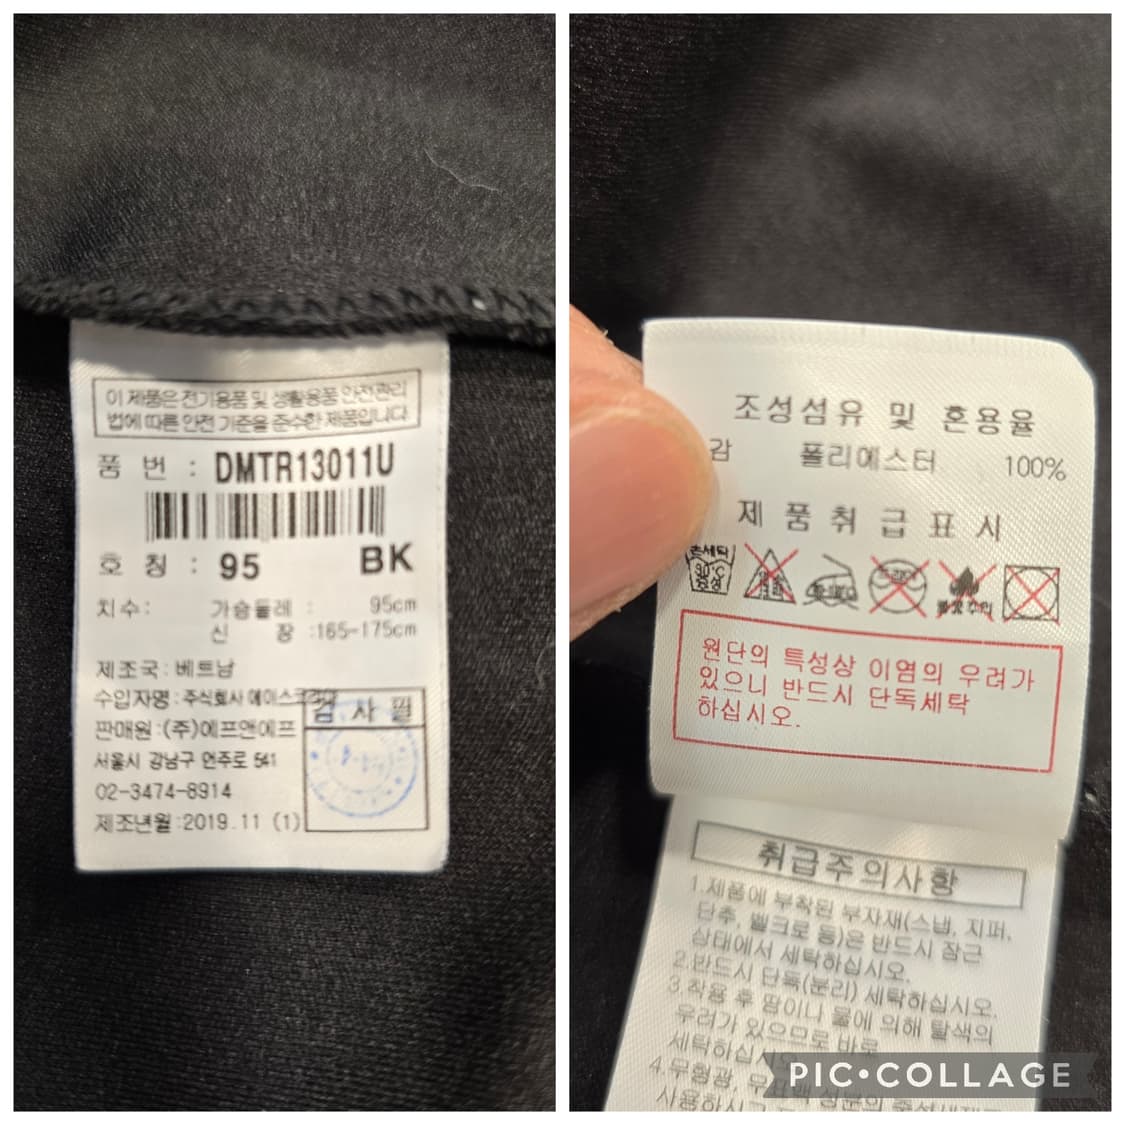 이 제품은 전기용품 및 생활용품 안전관리
법에 따른 안전 기준을 준수한 제품입니다.
품 번 : DMTR13011U
호 칭 : 95 BK
치수: 가슴둘레 : 95cm
신 장 :165-175cm
제조국: 베트남
수입자명 : 주식회사 에이스
검 사 필
판매원 :(주)에프앤에프
서울시 강남구 언주로 541
02-3474-8914
제조년월 :2019.11 (1)
조성섬유 및 혼용율
감 폴리에스터 100%
제 품 취 급 표 시
원단의 특성상 이염의 우려가
있으니 반드시 단독세탁
하십시오.
취급주의사항
1.제품에 부착된 부자재(스냅, 지퍼,
단추, 벨크로 등)은 반드시 잠근
상태에서 세탁하십시오.
2.반드시 단독(분리) 세탁하십시오.
3.착용 후 땀이나 물에 의해 탈색의
우려가 있으므로 바로
세탁하십시오
4.무형광,
PIC•COLLAGE